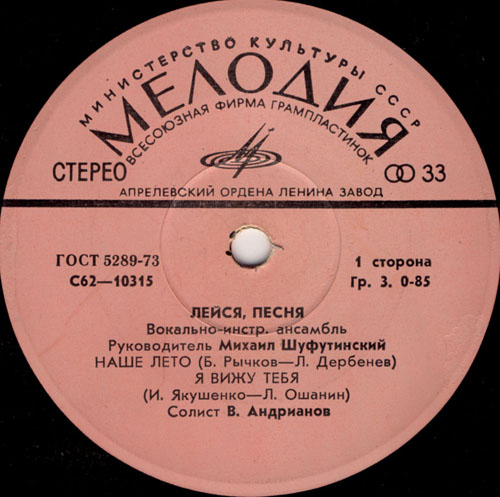 МИНИСТЕРСТВО КУЛЬТУРЫ СССР
МЕЛОДИЯ
ВСЕСОЮЗНАЯ ФИРМА ГРАМПЛАСТИНОК
СТЕРЕО 33
АПРЕЛЕВСКИЙ ОРДЕНА ЛЕНИНА ЗАВОД
ГОСТ 5289-73 1 сторона
С62—10315 Гр. 3. 0-85
ЛЕЙСЯ, ПЕСНЯ
Вокально-инстр. ансамбль
Руководитель Михаил Шуфутинский
НАШЕ ЛЕТО (Б. Рычков—Л. Дербенев)
Я ВИЖУ ТЕБЯ
(И. Якушенко—Л. Ошанин)
Солист В. Андрианов